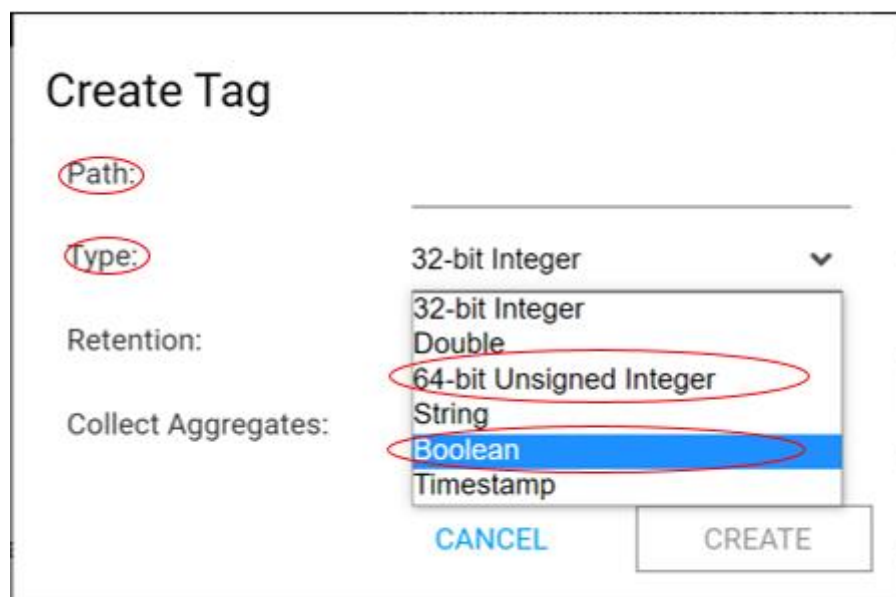 Create Tag
Path:
Type: 32-bit Integer
32-bit Integer
Retention:
Double
64-bit Unsigned Integer
Collect Aggregates:
String
Boolean
Timestamp
CANCEL CREATE